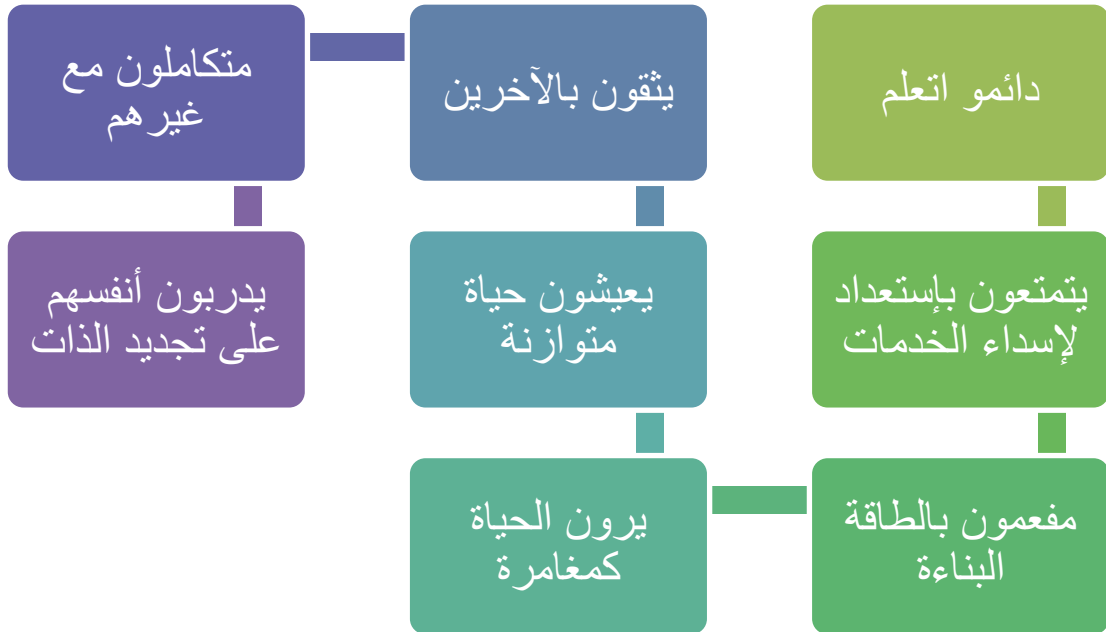 دائمو اتعلم
يتمتعون بإستعداد
لإسداء الخدمات
مفعمون بالطاقة
البناءة
يرون الحياة
كمغامرة
يعيشون حياة
متوازنة
يثقون بالآخرين
متكاملون مع
غيرهم
يدربون أنفسهم
على تجديد الذات